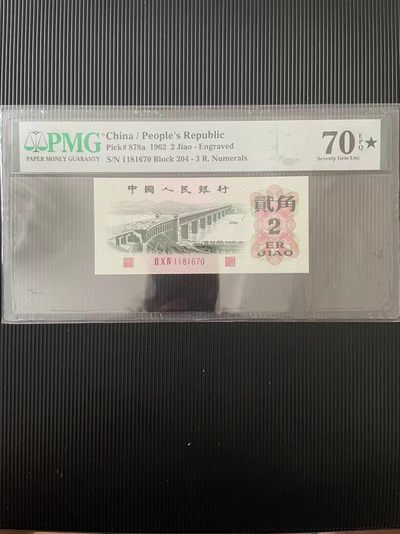 PMG
PAPER MONEY GUARANTY
China / People's Republic
Pick# 878a 1962 2 Jiao - Engraved
S/N 1181670 Block 204 - 3 R. Numerals
70 EPQ ★
Seventy Gem Unc
中國人民銀行
貳角
2
ER
JIAO
ⅡⅩⅣ 1181670